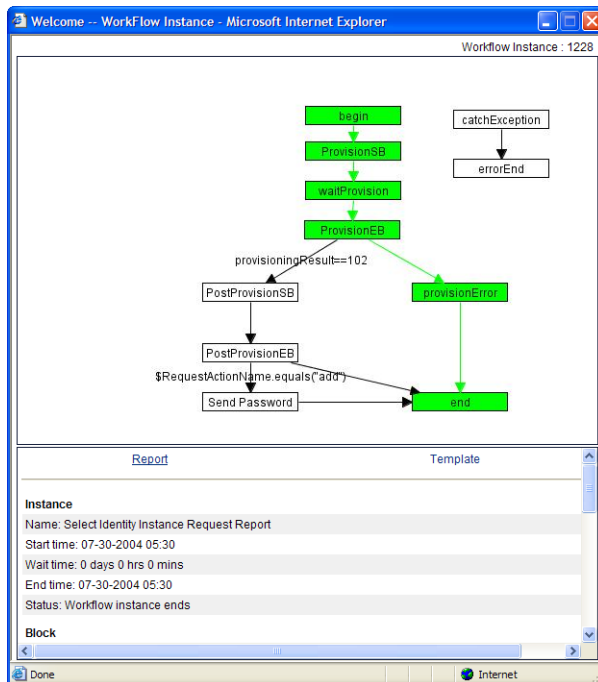 Welcome -- WorkFlow Instance - Microsoft Internet Explorer
Workflow Instance : 1228
begin
catchException
ProvisionSB
errorEnd
waitProvision
ProvisionEB
provisioningResult==102
PostProvisionSB
provisionError
PostProvisionEB
$RequestActionName.equals("add")
Send Password
end
Report
Template
Instance
Name: Select Identity Instance Request Report
Start time: 07-30-2004 05:30
Wait time: 0 days 0 hrs 0 mins
End time: 07-30-2004 05:30
Status: Workflow instance ends
Block
Done
Internet